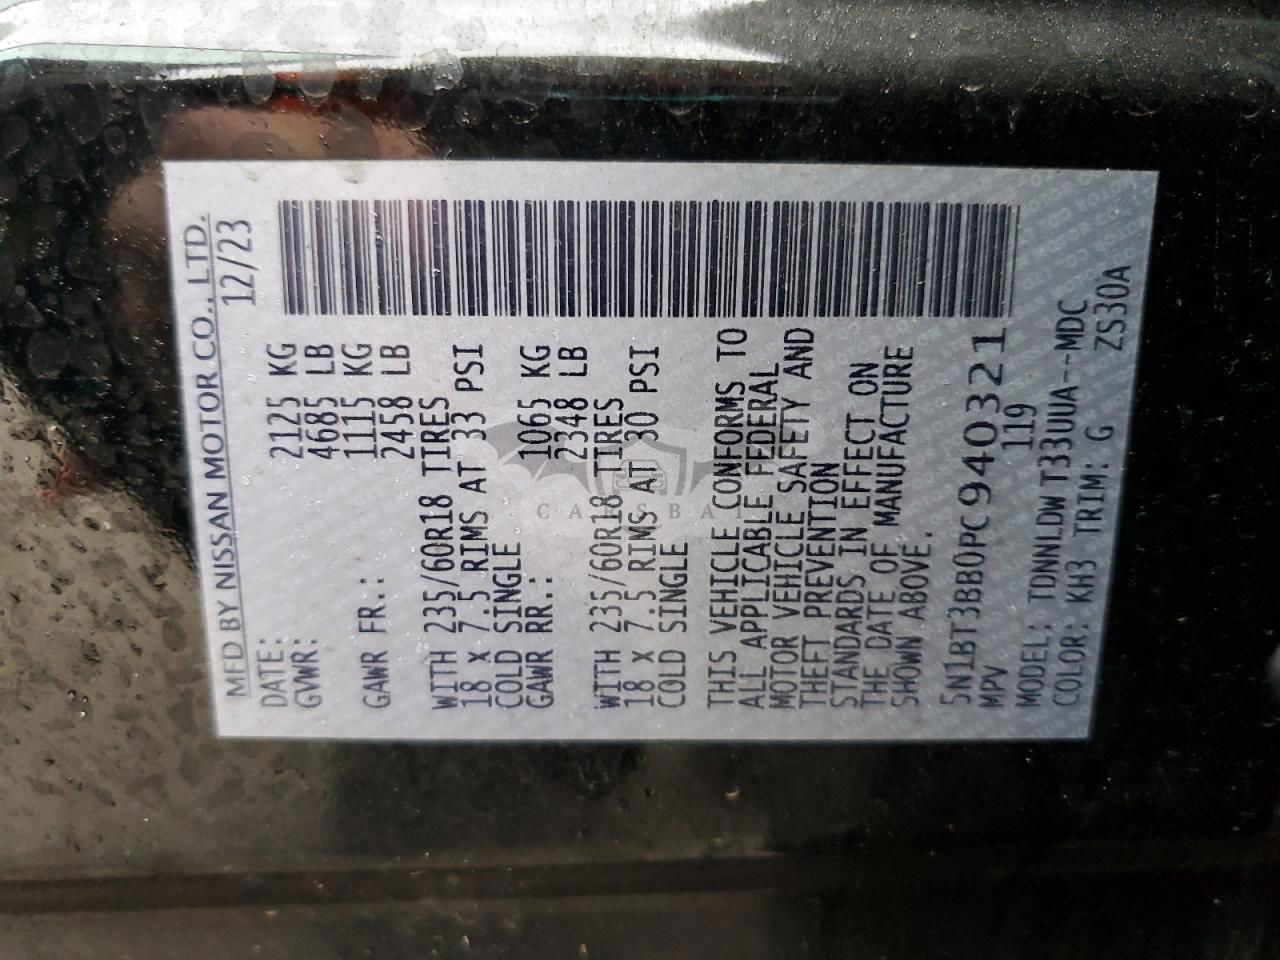 MFD BY NISSAN MOTOR CO., LTD.
DATE: 12/23
GVWR: 2125 KG
4685 LB
GAWR FR.: 1115 KG
2458 LB
WITH 235/60R18 TIRES
18 x 7.5 RIMS AT 33 PSI
COLD SINGLE
GAWR RR.: 1065 KG
2348 LB
WITH 235/60R18 TIRES
18 x 7.5 RIMS AT 30 PSI
COLD SINGLE
THIS VEHICLE CONFORMS TO
ALL APPLICABLE FEDERAL
MOTOR VEHICLE SAFETY AND
THEFT PREVENTION
STANDARDS IN EFFECT ON
THE DATE OF MANUFACTURE
SHOWN ABOVE.
5N1BT3BB0PC940321
MPV 119
MODEL: TDNNLDW T33UUA--MDC
COLOR: KH3 TRIM: G ZS30A